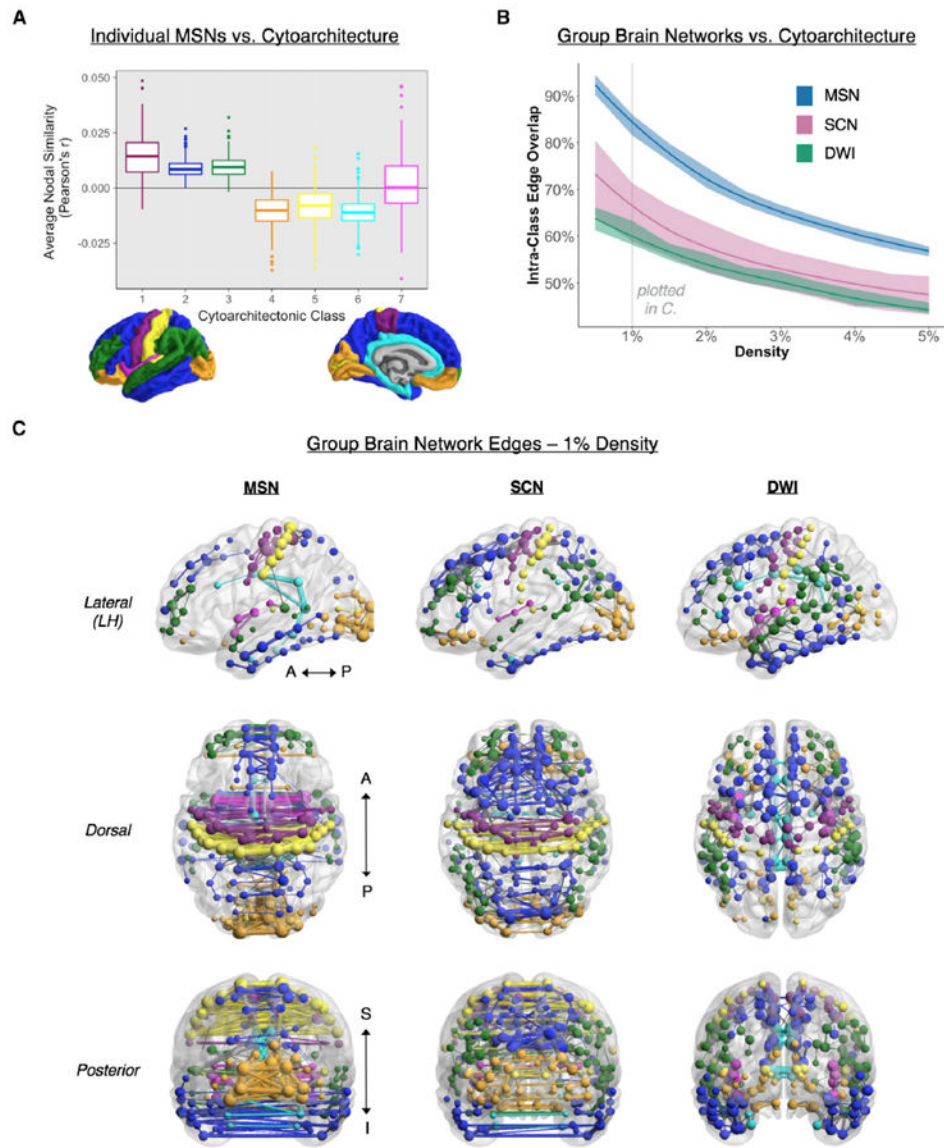 A
Individual MSNs vs. Cytoarchitecture
Average Nodal Similarity
(Pearson's r)
0.050
0.025
0.000
-0.025
1 2 3 4 5 6 7
Cytoarchitectonic Class
B
Group Brain Networks vs. Cytoarchitecture
Intra-Class Edge Overlap
90%
80%
70%
60%
50%
MSN
SCN
DWI
plotted
in C.
1% 2% 3% 4% 5%
Density
C
Group Brain Network Edges – 1% Density
MSN SCN DWI
Lateral
(LH)
A P
Dorsal
A
P
Posterior
S
I